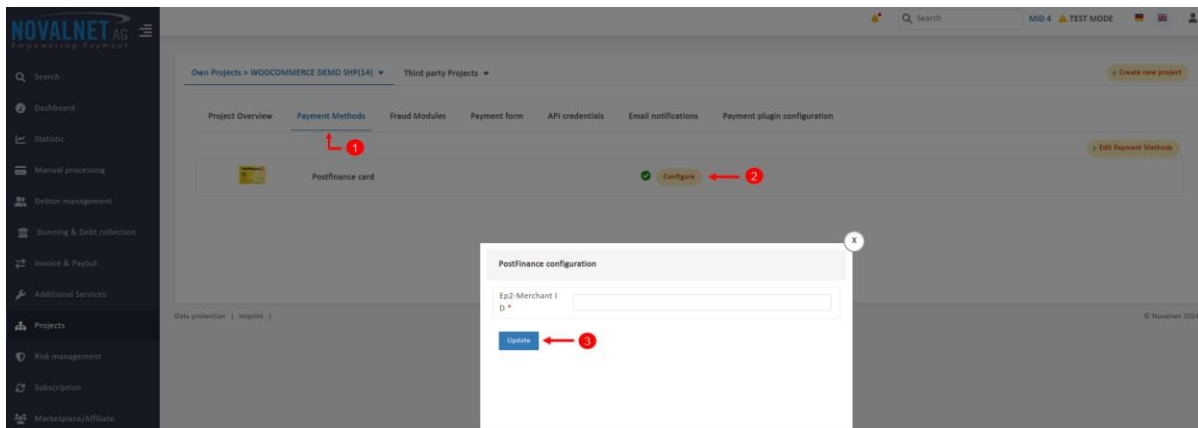 NOVALNET AG
Empowering Payment
Search
MID 4
TEST MODE
Search
Dashboard
Statistic
Manual processing
Debtor management
Dunning & Debt collection
Invoice & Payout
Additional Services
Projects
Risk management
Subscription
Marketplace/Affiliate
Own Projects > WOOCOMMERCE DEMO SHP(14)
Third party Projects
» Create new project
Project Overview
Payment Methods
Fraud Modules
Payment form
API credentials
Email notifications
Payment plugin configuration
1
» Edit Payment Methods
Postfinance card
Configure
2
X
PostFinance configuration
Ep2-Merchant I
D *
Update
3
Data protection | Imprint |
© Novalnet 2024